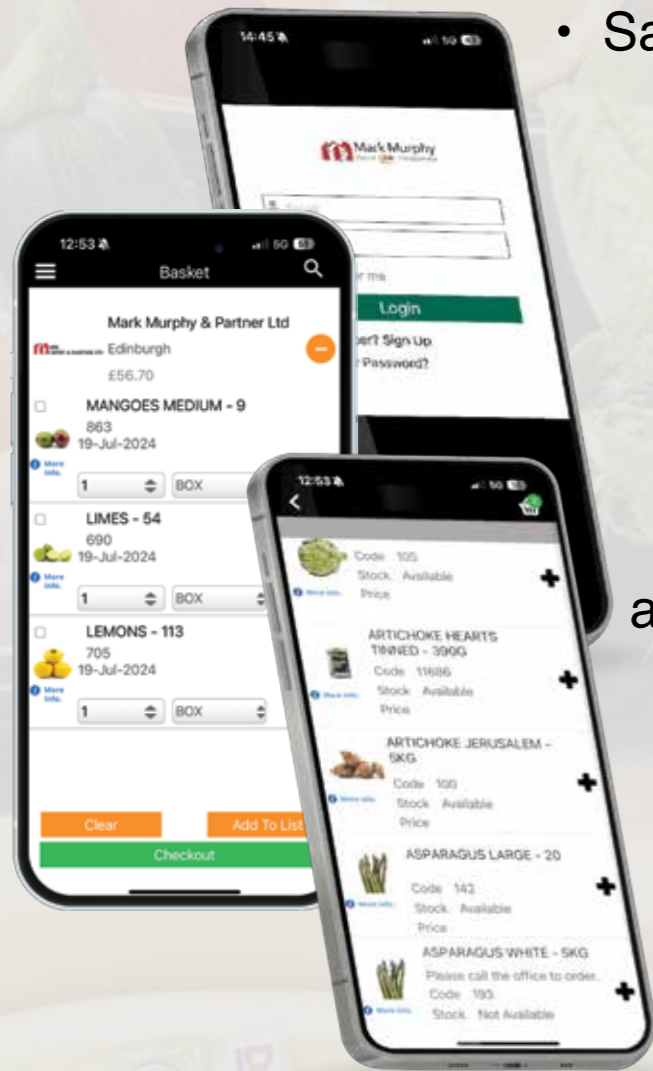 • Sa
14:45
5G
Mark Murphy
Login
Sign Up
Password?
12:53
5G
Basket
Mark Murphy & Partner Ltd
Edinburgh
£56.70
MANGOES MEDIUM - 9
863
19-Jul-2024
More Info.
1 BOX
LIMES - 54
690
19-Jul-2024
More Info.
1 BOX
LEMONS - 113
705
19-Jul-2024
More Info.
1 BOX
Clear
Add To List
Checkout
a
12:53
5G
Code 105
Stock Available
More Info.
Price
ARTICHOKE HEARTS
TINNED - 390G
Code 11686
Stock Available
More Info.
Price
ARTICHOKE JERUSALEM -
5KG
Code 100
Stock Available
More Info.
Price
ASPARAGUS LARGE - 20
Code 142
Stock Available
More Info.
Price
ASPARAGUS WHITE - 5KG
Please call the office to order.
Code 193
Stock Not Available
More Info.